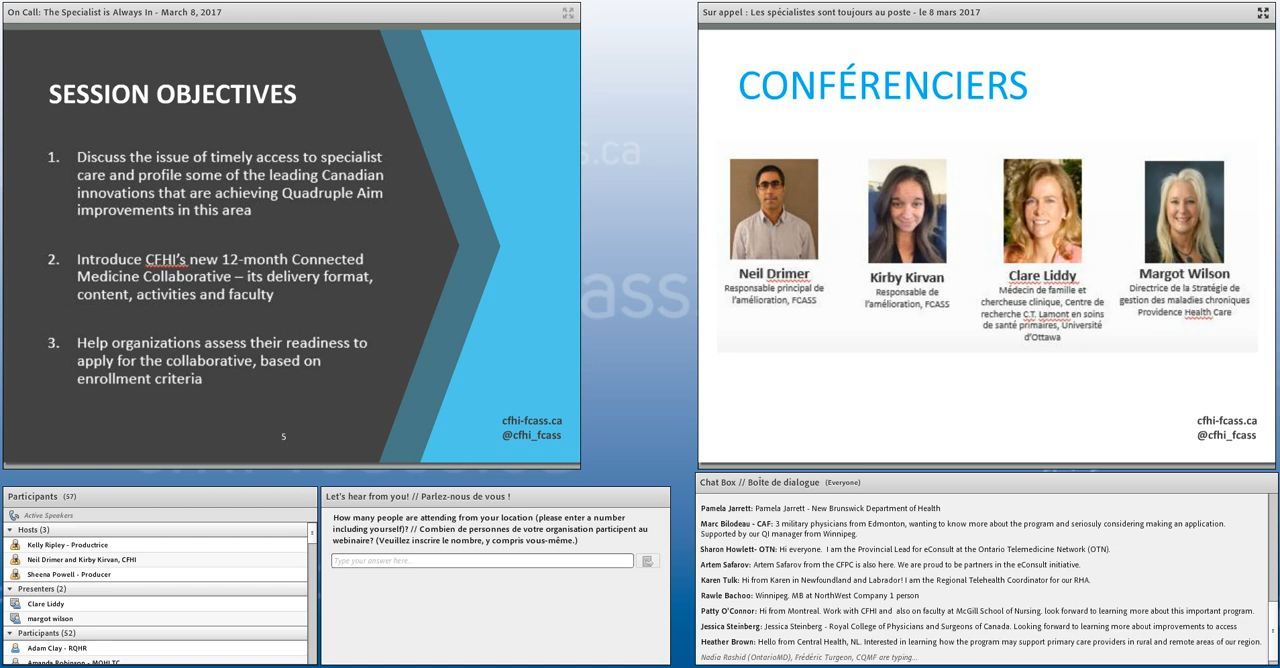 On Call: The Specialist is Always In - March 8, 2017
SESSION OBJECTIVES
1. Discuss the issue of timely access to specialist
care and profile some of the leading Canadian
innovations that are achieving Quadruple Aim
improvements in this area
2. Introduce CFHI's new 12-month Connected
Medicine Collaborative – its delivery format,
content, activities and faculty
3. Help organizations assess their readiness to
apply for the collaborative, based on
enrollment criteria
5
cfhi-fcass.ca
@cfhi_fcass
Sur appel : Les spécialistes sont toujours au poste - le 8 mars 2017
CONFÉRENCIERS
Neil Drimer
Responsable principal de
l'amélioration, FCASS
Kirby Kirvan
Responsable de
l'amélioration, FCASS
Clare Liddy
Médecin de famille et
chercheuse clinique, Centre de
recherche C.T. Lamont en soins
de santé primaires, Université
d'Ottawa
Margot Wilson
Directrice de la Stratégie de
gestion des maladies chroniques
Providence Health Care
cfhi-fcass.ca
@cfhi_fcass
s.ca
ass.
Participants (57)
Active Speakers
Hosts (3)
Kelly Ripley - Productrice
Neil Drimer and Kirby Kirvan, CFHI
Sheena Powell - Producer
Presenters (2)
Clare Liddy
margot wilson
Participants (52)
Adam Clay - RQHR
Amanda Robinson - MOHLTC
Let's hear from you! // Parlez-nous de vous !
How many people are attending from your location (please enter a number
including yourself)? // Combien de personnes de votre organisation participent au
webinaire? (Veuillez inscrire le nombre, y compris vous-même.)
Type your answer here..
Chat Box // Boîte de dialogue (Everyone)
Pamela Jarrett: Pamela Jarrett - New Brunswick Department of Health
Marc Bilodeau - CAF: 3 military physicians from Edmonton, wanting to know more about the program and seriosuly considering making an application.
Supported by our QI manager from Winnipeg.
Sharon Howlett- OTN: Hi everyone. I am the Provincial Lead for eConsult at the Ontario Telemedicine Network (OTN).
Artem Safarov: Artem Safarov from the CFPC is also here. We are proud to be partners in the eConsult initiative.
Karen Tulk: Hi from Karen in Newfoundland and Labrador! I am the Regional Telehealth Coordinator for our RHA.
Rawle Bachoo: Winnipeg. MB at NorthWest Company 1 person
Patty O'Connor: Hi from Montreal. Work with CFHI and also on faculty at McGill School of Nursing. look forward to learning more about this important program.
Jessica Steinberg: Jessica Steinberg - Royal College of Physicians and Surgeons of Canada. Looking forward to learning more about improvements to access
Heather Brown: Hello from Central Health, NL. Interested in learning how the program may support primary care providers in rural and remote areas of our region.
Nadia Rashid (OntarioMD), Frédéric Turgeon, CQMF are typing...